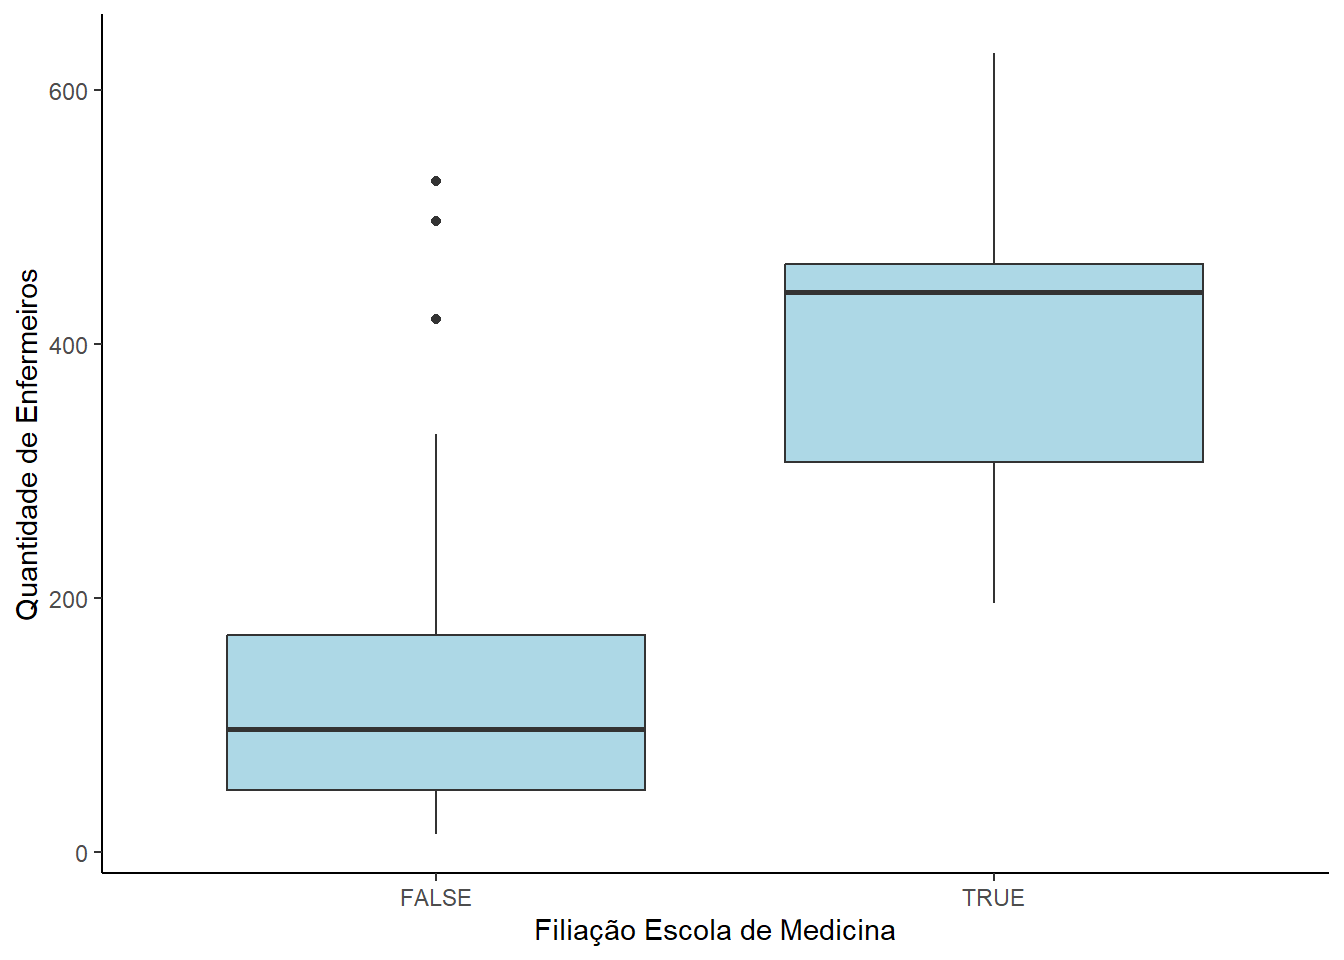 Quantidade de Enfermeiros
600
400
200
0
FALSE
TRUE
Filiação Escola de Medicina